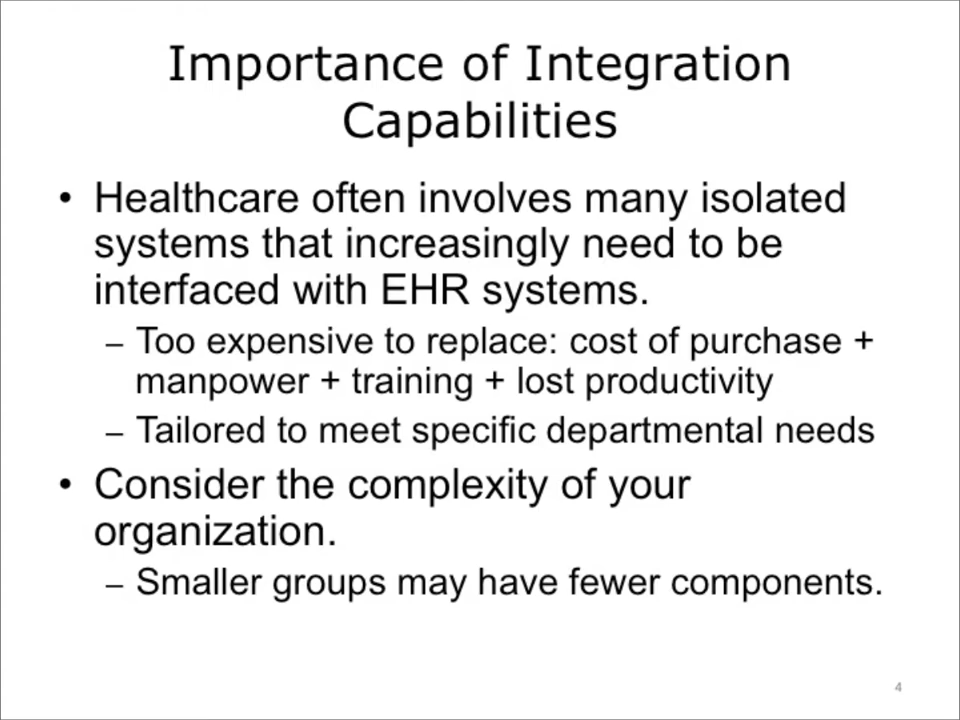 Importance of Integration
Capabilities
• Healthcare often involves many isolated
systems that increasingly need to be
interfaced with EHR systems.
– Too expensive to replace: cost of purchase +
manpower + training + lost productivity
– Tailored to meet specific departmental needs
• Consider the complexity of your
organization.
– Smaller groups may have fewer components.
4